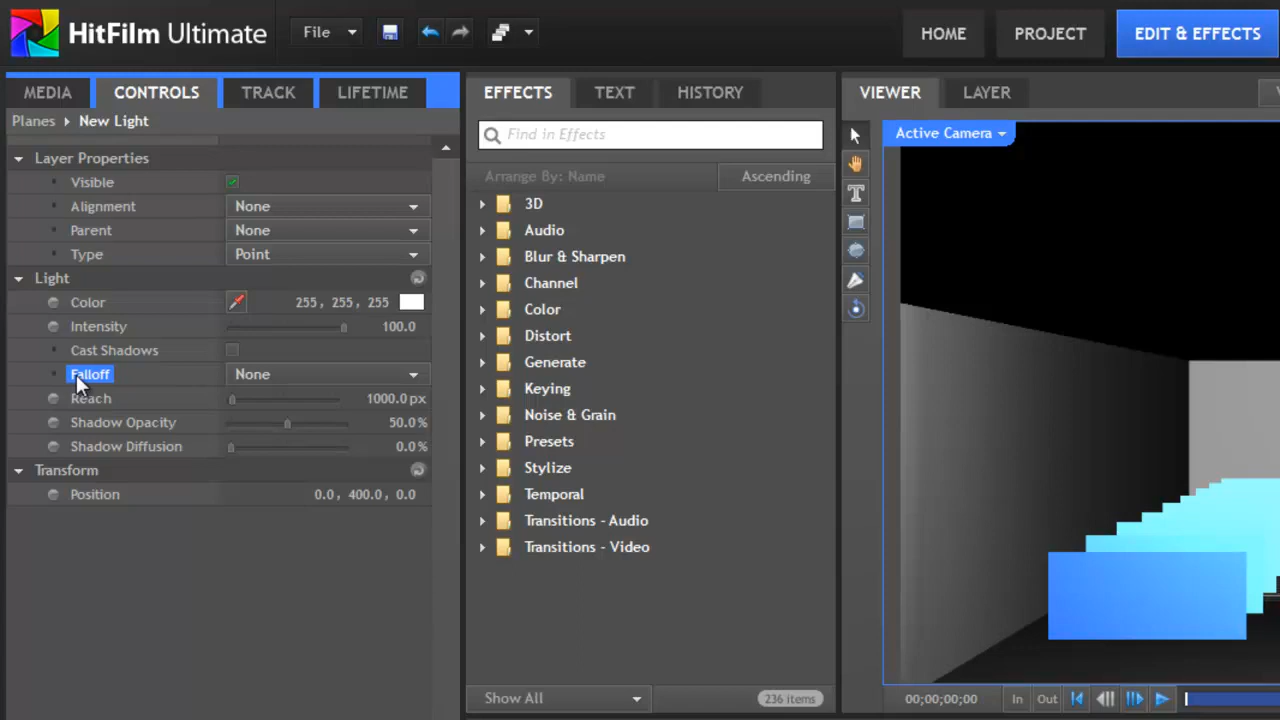 HitFilm Ultimate
File
HOME
PROJECT
EDIT & EFFECTS
MEDIA
CONTROLS
TRACK
LIFETIME
Planes
New Light
Layer Properties
Visible
Alignment None
Parent None
Type Point
Light
Color 255, 255, 255
Intensity 100.0
Cast Shadows
Falloff None
Reach 1000.0 px
Shadow Opacity 50.0%
Shadow Diffusion 0.0%
Transform
Position 0.0, 400.0, 0.0
EFFECTS
TEXT
HISTORY
Find in Effects
Arrange By: Name
Ascending
3D
Audio
Blur & Sharpen
Channel
Color
Distort
Generate
Keying
Noise & Grain
Presets
Stylize
Temporal
Transitions - Audio
Transitions - Video
Show All
236 items
VIEWER
LAYER
Active Camera
T
00;00;00;00
In
Out